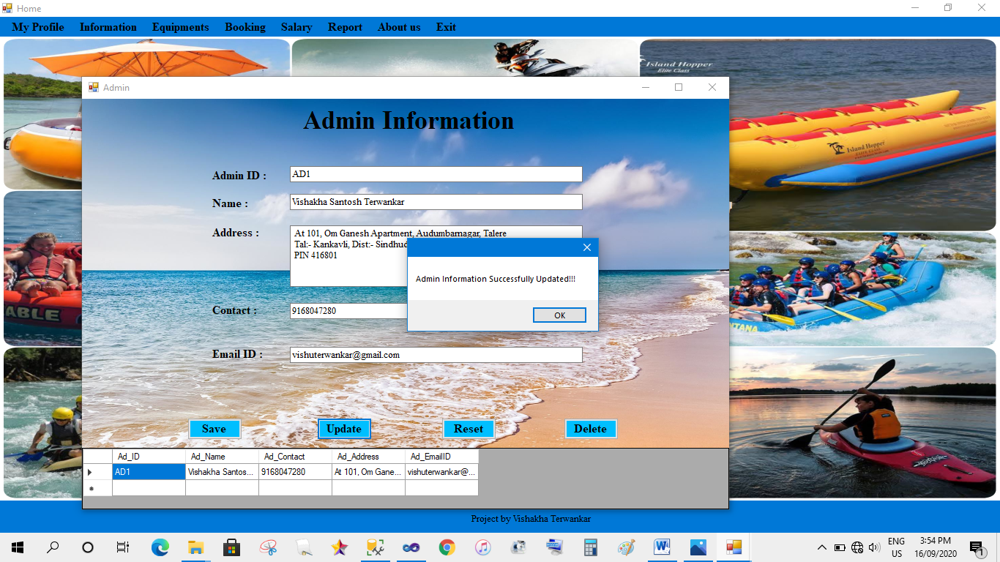 Home
My Profile Information Equipments Booking Salary Report About us Exit
Island Hopper
Elite Class
Admin
Admin Information
Admin ID : AD1
Name : Vishakha Santosh Terwankar
Address : At 101, Om Ganesh Apartment, Audumbarnagar, Talere
Tal:- Kankavli, Dist:- Sindhud
PIN 416801
Admin Information Successfully Updated!!!
OK
Contact : 9168047280
Email ID : vishuterwankar@gmail.com
Island Hopper
ABLE
NTANA
Save Update Reset Delete
Ad_ID Ad_Name Ad_Contact Ad_Address Ad_EmailID
AD1 Vishakha Santos... 9168047280 At 101, Om Gane... vishuterwankar@...
Project by Vishakha Terwankar
ENG
US
3:54 PM
16/09/2020
1